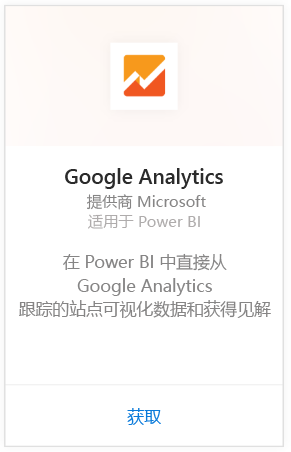 Google Analytics
提供商 Microsoft
适用于 Power BI
在 Power BI 中直接从
Google Analytics
跟踪的站点可视化数据和获得见解
获取